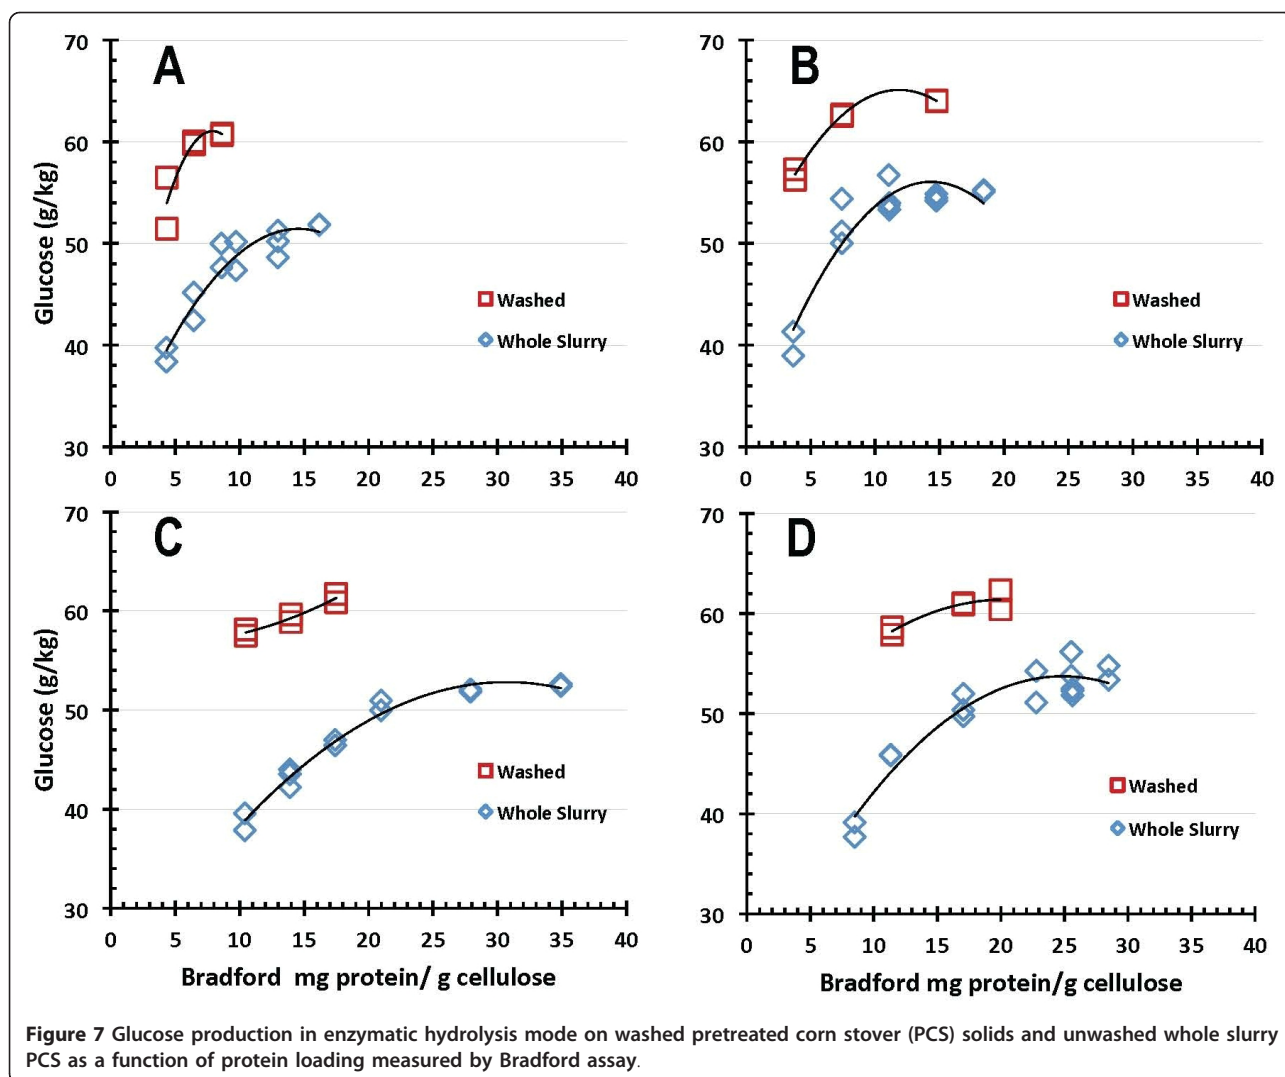 A
70
60
50
40
30
Glucose (g/kg)
Washed
Whole Slurry
0 5 10 15 20 25 30 35 40
B
70
60
50
40
30
Washed
Whole Slurry
0 5 10 15 20 25 30 35 40
C
70
60
50
40
30
Glucose (g/kg)
Washed
Whole Slurry
0 5 10 15 20 25 30 35 40
Bradford mg protein/ g cellulose
D
70
60
50
40
30
Washed
Whole Slurry
0 5 10 15 20 25 30 35 40
Bradford mg protein/g cellulose
Figure 7 Glucose production in enzymatic hydrolysis mode on washed pretreated corn stover (PCS) solids and unwashed whole slurry
PCS as a function of protein loading measured by Bradford assay.